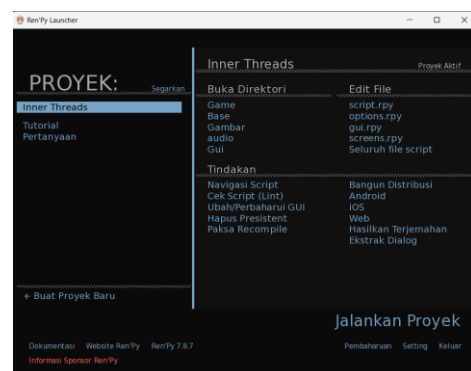 Ren'Py Launcher
PROYEK:
Segarkan
Inner Threads
Tutorial
Pertanyaan
+ Buat Proyek Baru
Inner Threads
Proyek Aktif
Buka Direktori
Game
Base
Gambar
audio
Gui
Edit File
script.rpy
options.rpy
gui.rpy
screens.rpy
Seluruh file script
Tindakan
Navigasi Script
Cek Script (Lint)
Ubah/Perbaharui GUI
Hapus Presistent
Paksa Recompile
Bangun Distribusi
Android
iOS
Web
Hasilkan Terjemahan
Ekstrak Dialog
Jalankan Proyek
Dokumentasi Website Ren'Py Ren'Py 7.8.7
Pembaharuan Setting Keluar
Informasi Sponsor Ren'Py